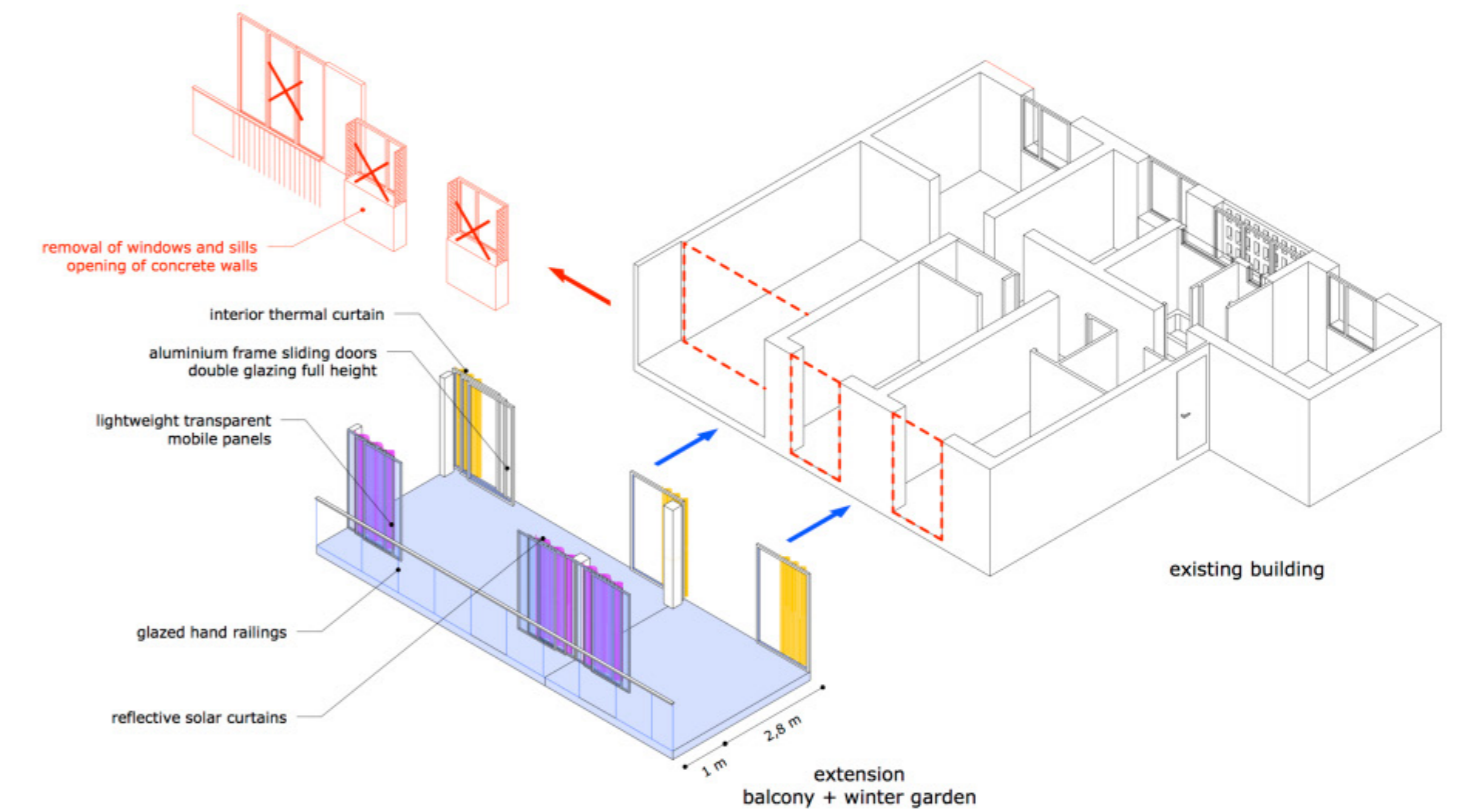 removal of windows and sills
opening of concrete walls
interior thermal curtain
aluminium frame sliding doors
double glazing full height
lightweight transparent
mobile panels
glazed hand railings
reflective solar curtains
1 m
2,8 m
extension
balcony + winter garden
existing building